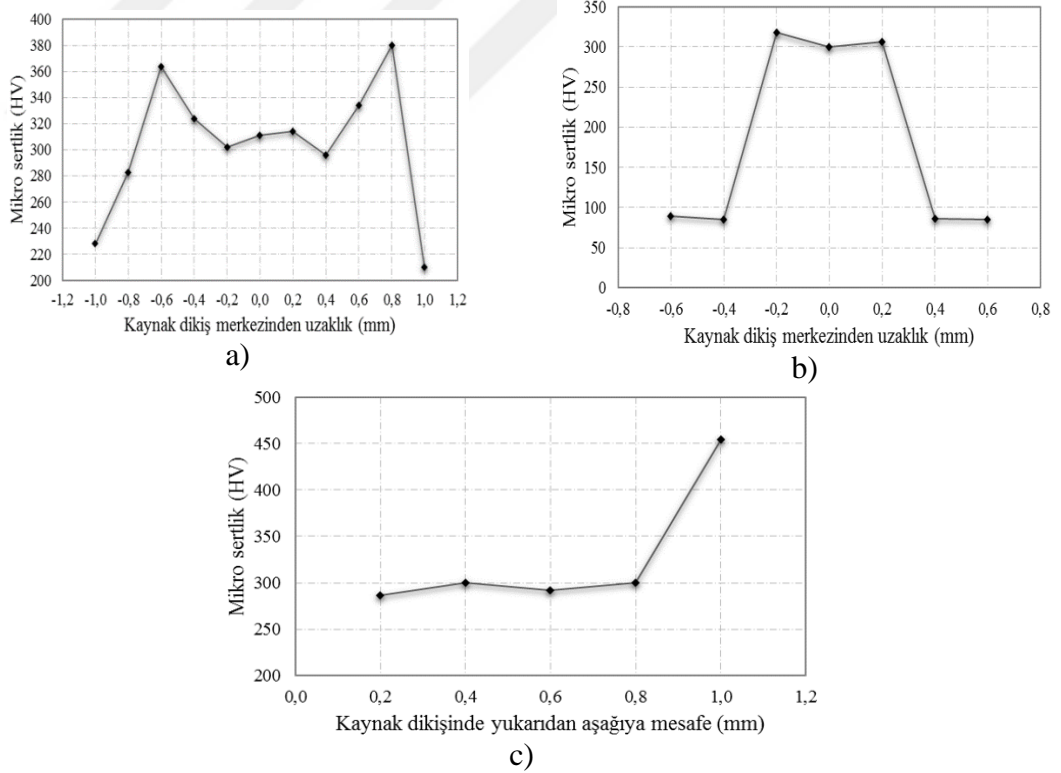 400
380
360
340
320
300
280
260
240
220
200
Mikro sertlik (HV)
-1,2 -1,0 -0,8 -0,6 -0,4 -0,2 0,0 0,2 0,4 0,6 0,8 1,0 1,2
Kaynak dikiş merkezinden uzaklık (mm)
a)
350
300
250
200
150
100
50
0
Mikro sertlik (HV)
-0,8 -0,6 -0,4 -0,2 0,0 0,2 0,4 0,6 0,8
Kaynak dikiş merkezinden uzaklık (mm)
b)
500
450
400
350
300
250
200
Mikro sertlik (HV)
0,0 0,2 0,4 0,6 0,8 1,0 1,2
Kaynak dikişinde yukarıdan aşağıya mesafe (mm)
c)